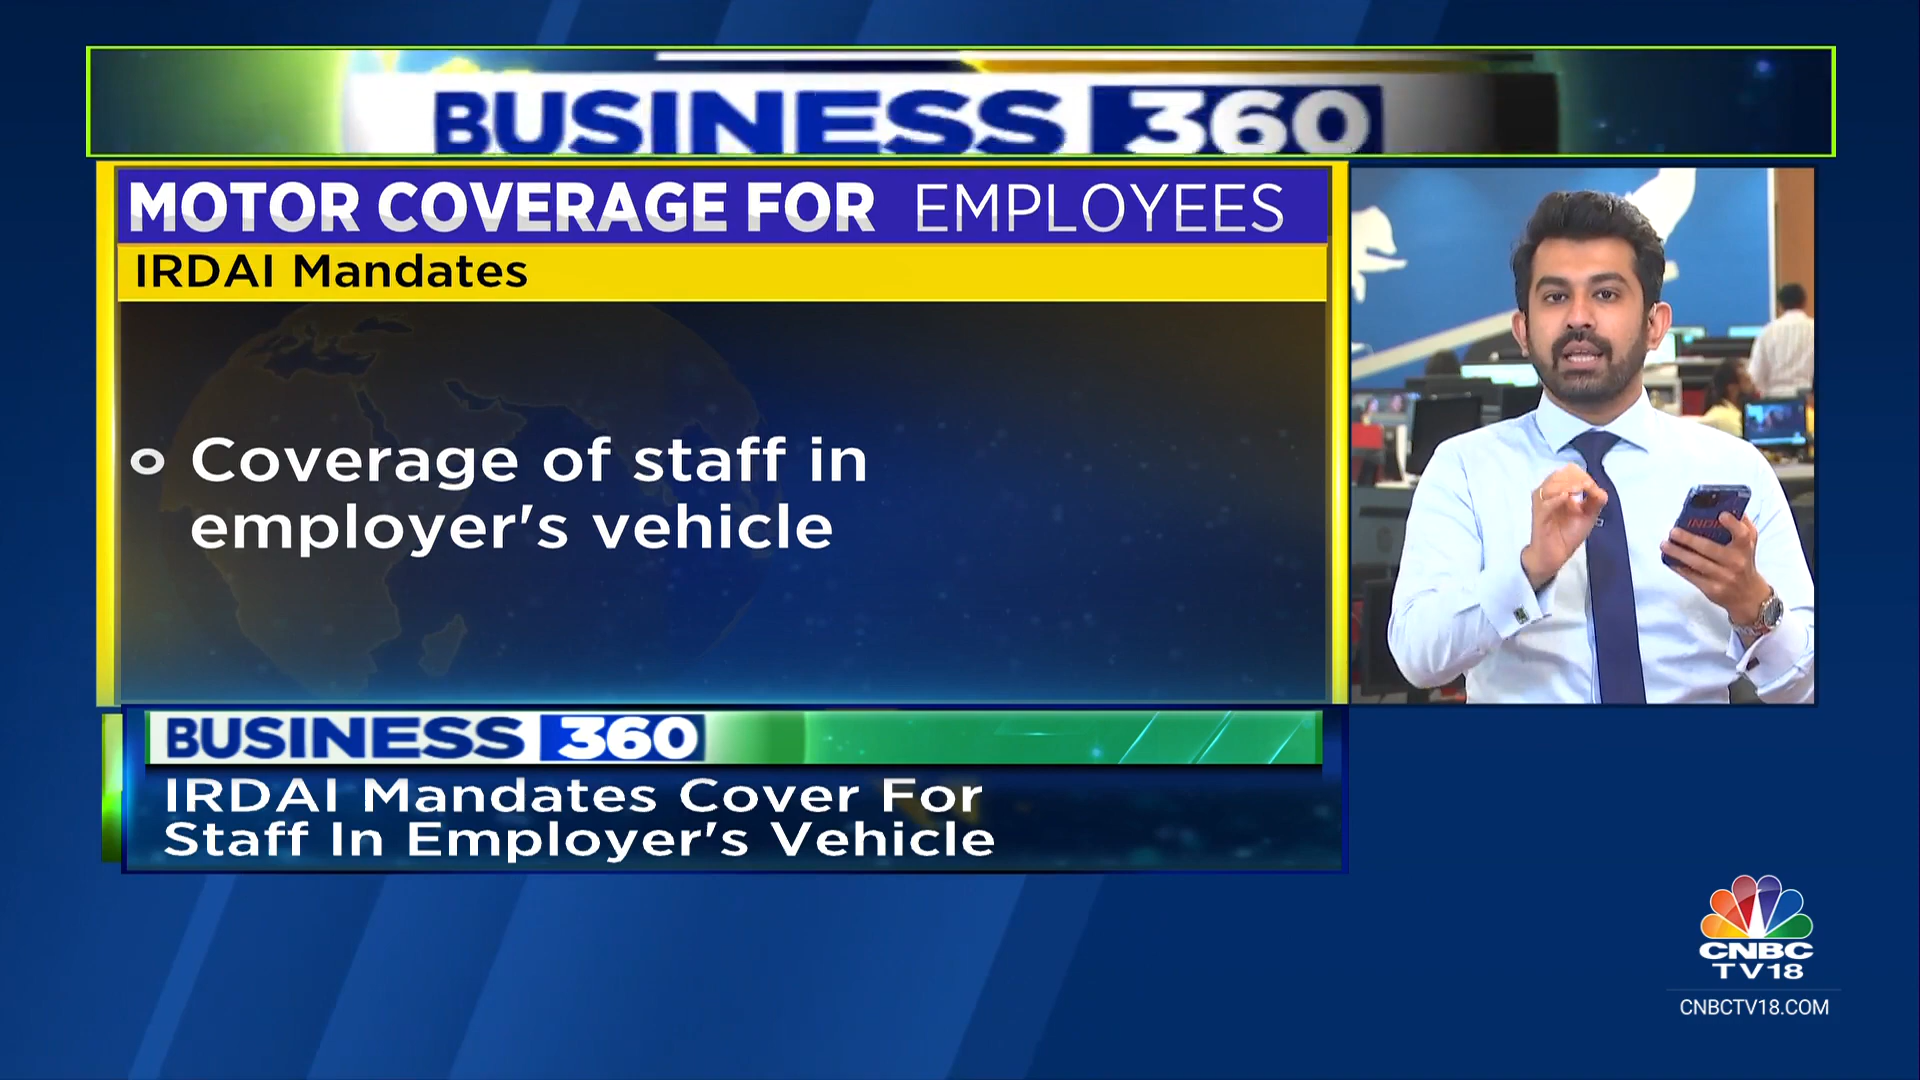 BUSINESS 360
MOTOR COVERAGE FOR EMPLOYEES
IRDAI Mandates
o Coverage of staff in
employer's vehicle
BUSINESS 360
IRDAI Mandates Cover For
Staff In Employer's Vehicle
CNBC
TV18
CNBCTV18.COM